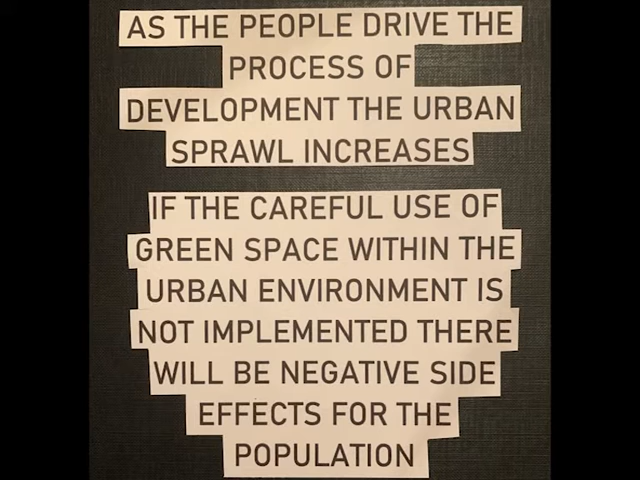 AS THE PEOPLE DRIVE THE
PROCESS OF
DEVELOPMENT THE URBAN
SPRAWL INCREASES
IF THE CAREFUL USE OF
GREEN SPACE WITHIN THE
URBAN ENVIRONMENT IS
NOT IMPLEMENTED THERE
WILL BE NEGATIVE SIDE
EFFECTS FOR THE
POPULATION